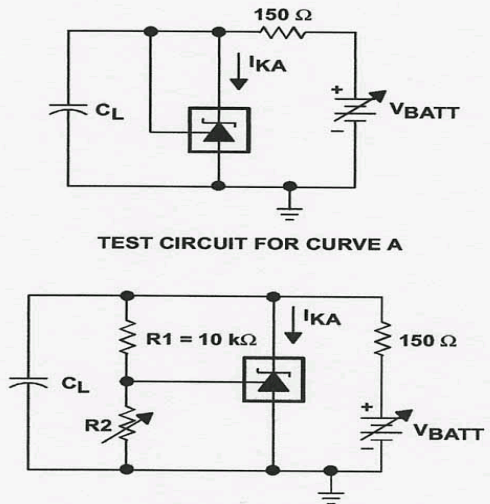 150 Ω
IKA
CL
+
VBATT
–
TEST CIRCUIT FOR CURVE A
IKA
R1 = 10 kΩ
150 Ω
CL
R2
+
VBATT
–